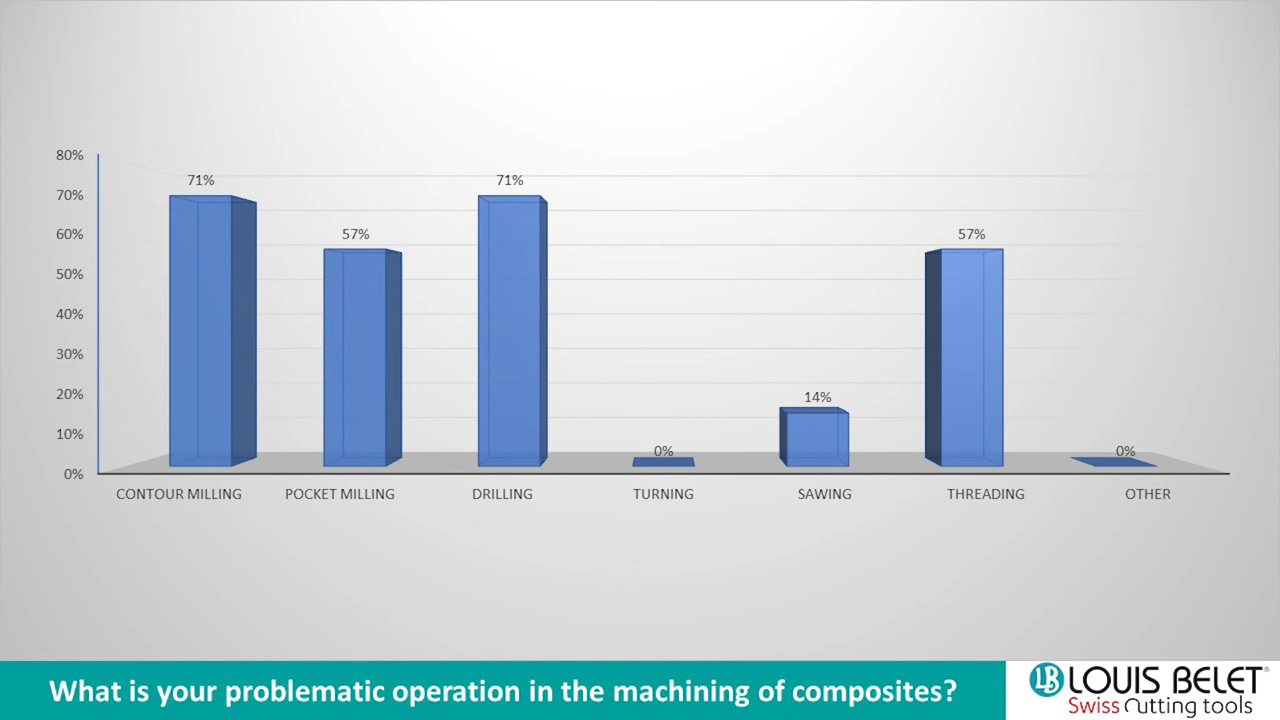 80%
70%
60%
50%
40%
30%
20%
10%
0%
71%
57%
71%
0%
14%
57%
0%
CONTOUR MILLING
POCKET MILLING
DRILLING
TURNING
SAWING
THREADING
OTHER
What is your problematic operation in the machining of composites?
LB LOUIS BELET®
Swiss Cutting tools